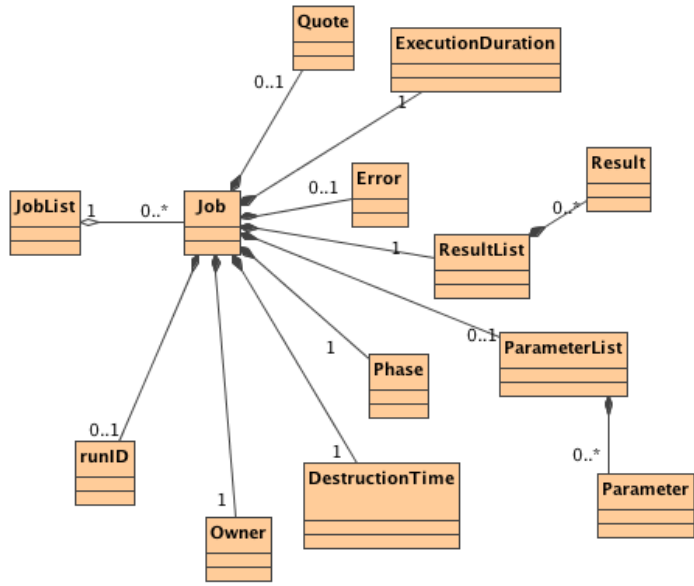 Quote
ExecutionDuration
0..1
1
Result
Error
0..1
0..*
JobList
1
0..*
Job
ResultList
1
0..1
ParameterList
1
Phase
0..1
runID
1
DestructionTime
0..*
Parameter
1
Owner